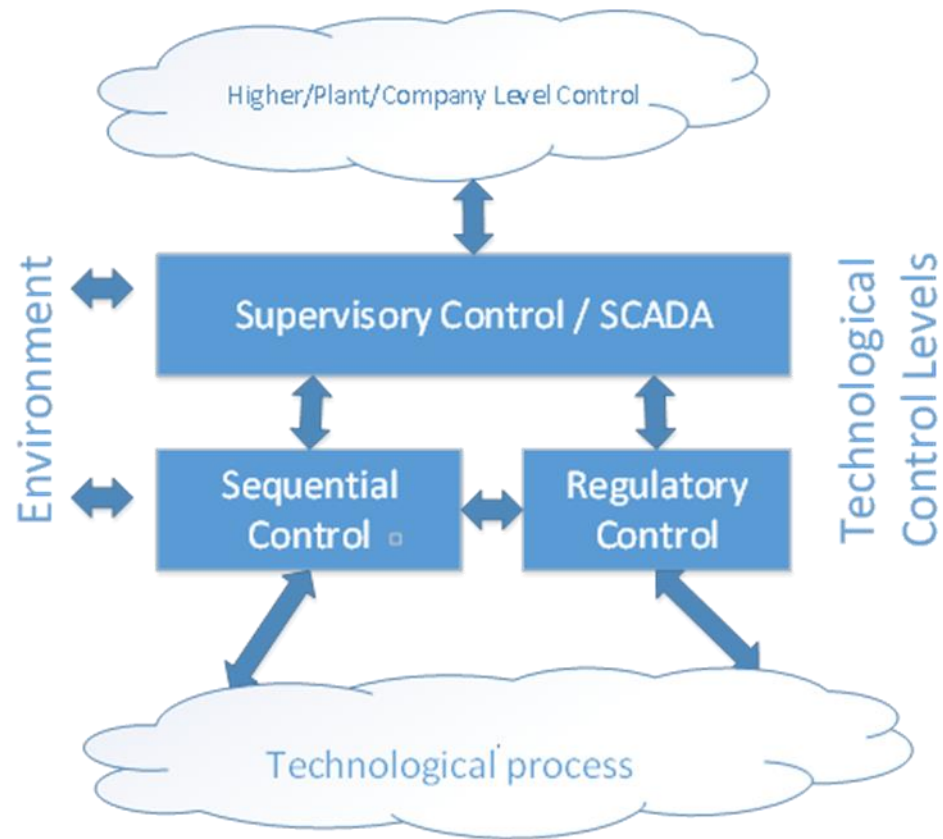 Higher/Plant/Company Level Control
Environment
Supervisory Control / SCADA
Technological
Control Levels
Sequential
Control
Regulatory
Control
Technological process